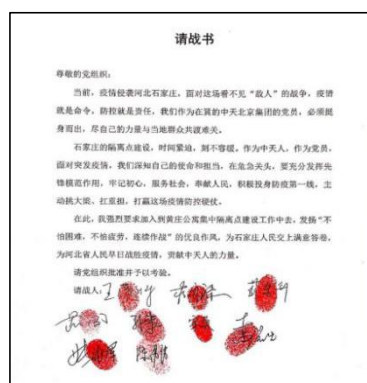 请战书
尊敬的党组织：
当前，疫情侵袭河北石家庄，面对这场看不见“敌人”的战争，疫情
就是命令，防控就是责任，我们作为在冀的中天北京集团的党员，必须挺
身而出，尽自己的力量与当地群众共渡难关。
石家庄的隔离点建设，时间紧迫，刻不容缓，作为中天人，作为党员，
面对突发疫情，我们深知自己的使命和担当，在危急关头，要充分发挥先
锋模范作用，牢记初心，服务社会，奉献人民，积极投身防疫第一线，主
动挑大梁、扛重担，打赢这场疫情防控硬仗。
在此，我强烈要求加入到黄庄公寓集中隔离点建设工作中去，发扬“不
怕困难，不怕疲劳，连续作战”的优良作风，为石家庄人民交上满意答卷，
为河北省人民早日战胜疫情，贡献中天人的力量。
请党组织批准并予以考验。
请战人：